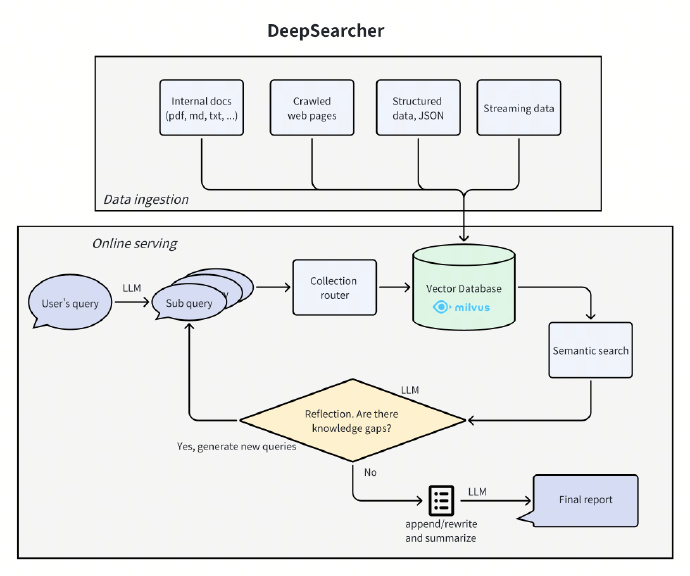 DeepSearcher
Internal docs
(pdf, md, txt, ...)
Crawled
web pages
Structured
data, JSON
Streaming data
Data ingestion
Online serving
User's query
LLM
Sub query
y
Collection
router
Vector Database
milvus
Semantic search
LLM
Reflection. Are there
knowledge gaps?
Yes, generate new queries
No
LLM
append/rewrite
and summarize
Final report